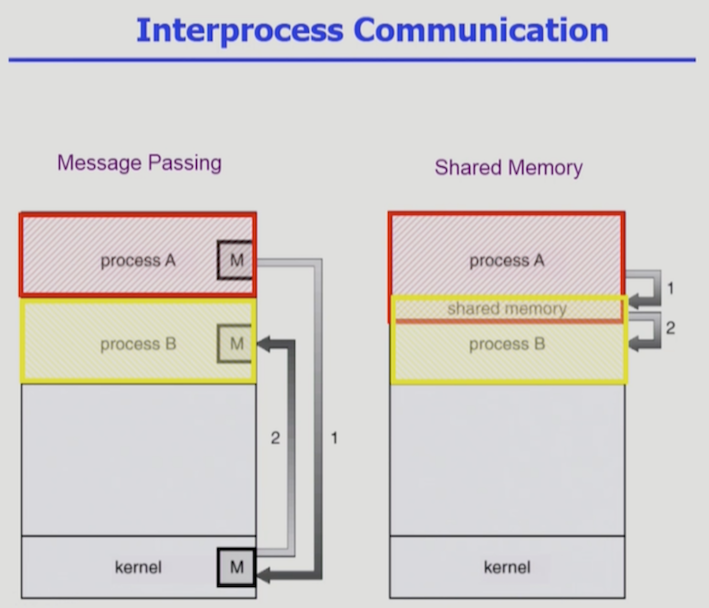 Interprocess Communication
Message Passing
process A
M
process B
M
2
1
kernel
M
Shared Memory
process A
1
shared memory
2
process B
kernel